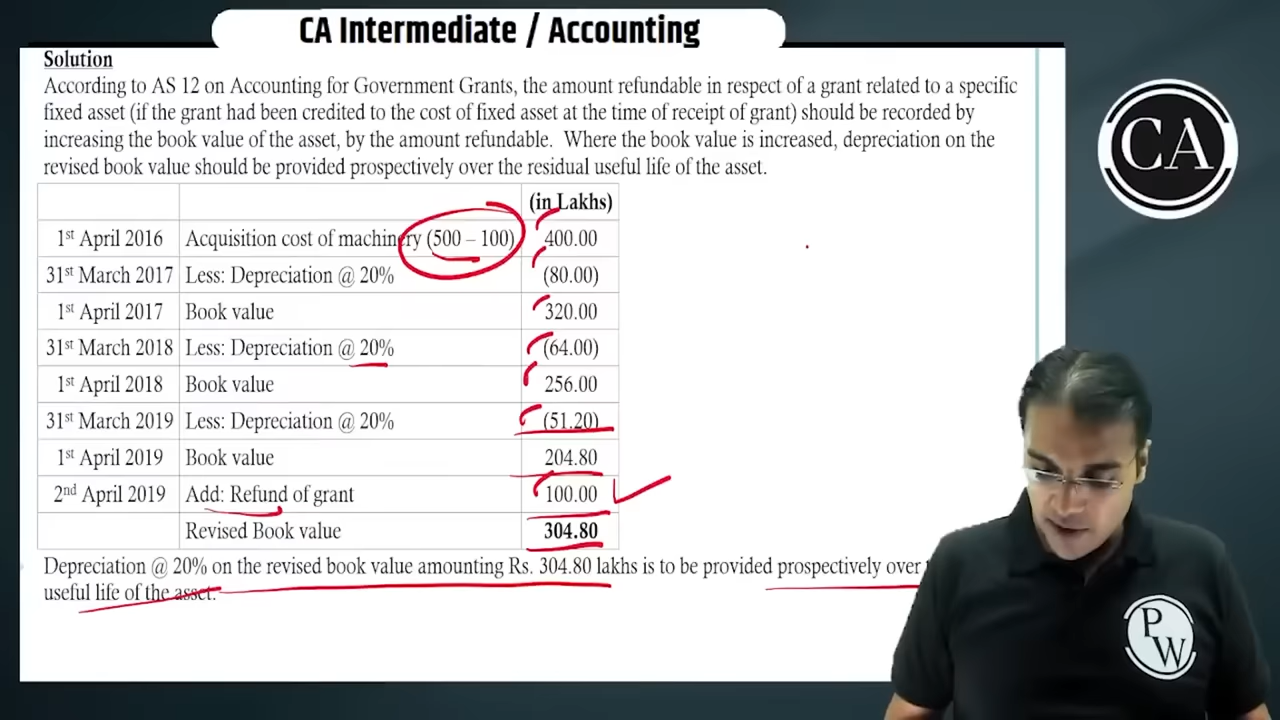 CA Intermediate / Accounting
Solution
According to AS 12 on Accounting for Government Grants, the amount refundable in respect of a grant related to a specific
fixed asset (if the grant had been credited to the cost of fixed asset at the time of receipt of grant) should be recorded by
increasing the book value of the asset, by the amount refundable. Where the book value is increased, depreciation on the
revised book value should be provided prospectively over the residual useful life of the asset.
(in Lakhs)
1st April 2016 Acquisition cost of machinery (500 – 100) 400.00
31st March 2017 Less: Depreciation @ 20% (80.00)
1st April 2017 Book value 320.00
31st March 2018 Less: Depreciation @ 20% (64.00)
1st April 2018 Book value 256.00
31st March 2019 Less: Depreciation @ 20% (51.20)
1st April 2019 Book value 204.80
2nd April 2019 Add: Refund of grant 100.00
Revised Book value 304.80
Depreciation @ 20% on the revised book value amounting Rs. 304.80 lakhs is to be provided prospectively over
useful life of the asset.
CA
PW